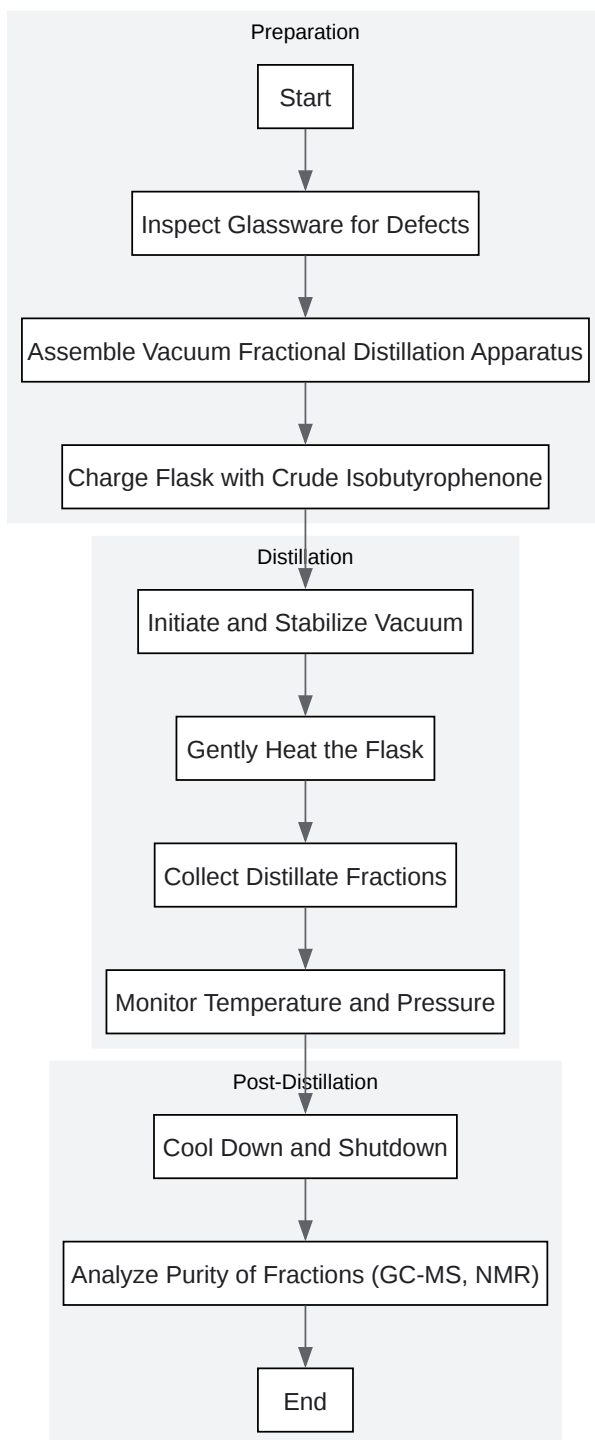 Preparation
Start
Inspect Glassware for Defects
Assemble Vacuum Fractional Distillation Apparatus
Charge Flask with Crude Isobutyrophenone
Distillation
Initiate and Stabilize Vacuum
Gently Heat the Flask
Collect Distillate Fractions
Monitor Temperature and Pressure
Post-Distillation
Cool Down and Shutdown
Analyze Purity of Fractions (GC-MS, NMR)
End